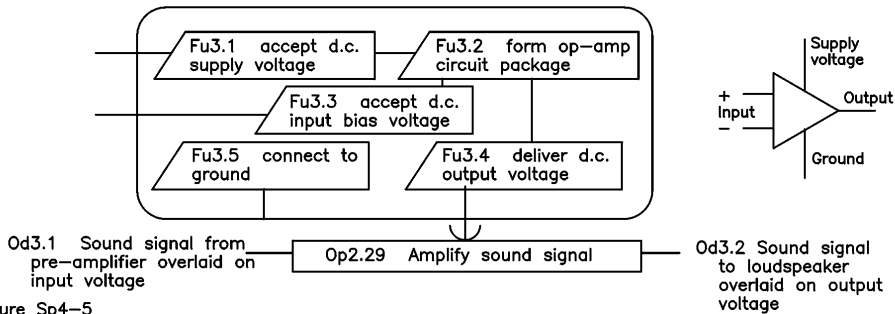 Fu3.1 accept d.c.
supply voltage
Fu3.2 form op-amp
circuit package
Fu3.3 accept d.c.
input bias voltage
Fu3.5 connect to
ground
Fu3.4 deliver d.c.
output voltage
Supply
voltage
+
Input
−
Output
Ground
Od3.1 Sound signal from
pre-amplifier overlaid on
input voltage
Op2.29 Amplify sound signal
Od3.2 Sound signal
to loudspeaker
overlaid on output
voltage
Sp4-5